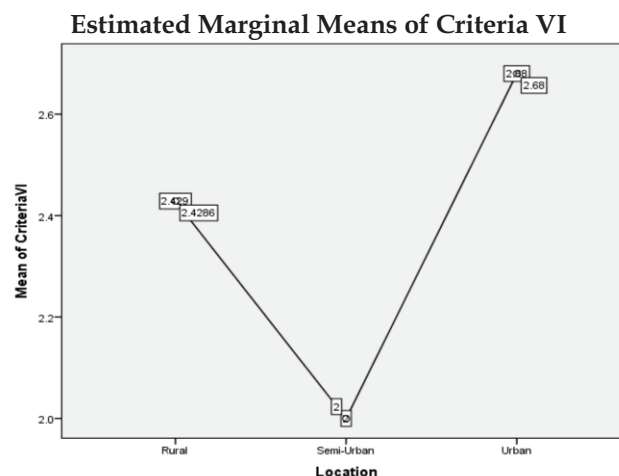 Estimated Marginal Means of Criteria VI
Mean of CriteriaVI
2.6
2.4
2.2
2.0
2.68
2.4286
2
Rural
Semi-Urban
Urban
Location